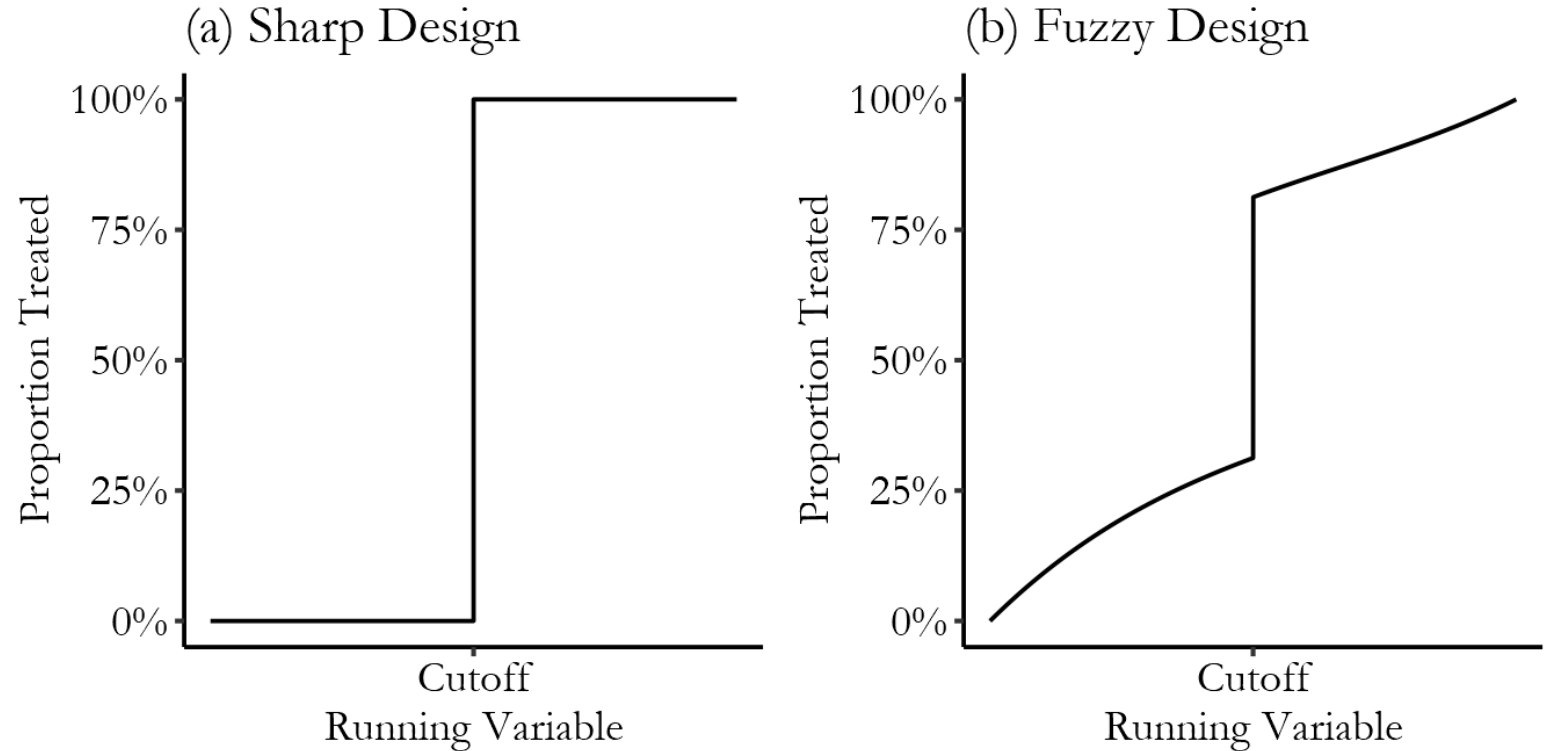 (a) Sharp Design
100%
75%
50%
25%
0%
Proportion Treated
Cutoff
Running Variable
(b) Fuzzy Design
100%
75%
50%
25%
0%
Proportion Treated
Cutoff
Running Variable